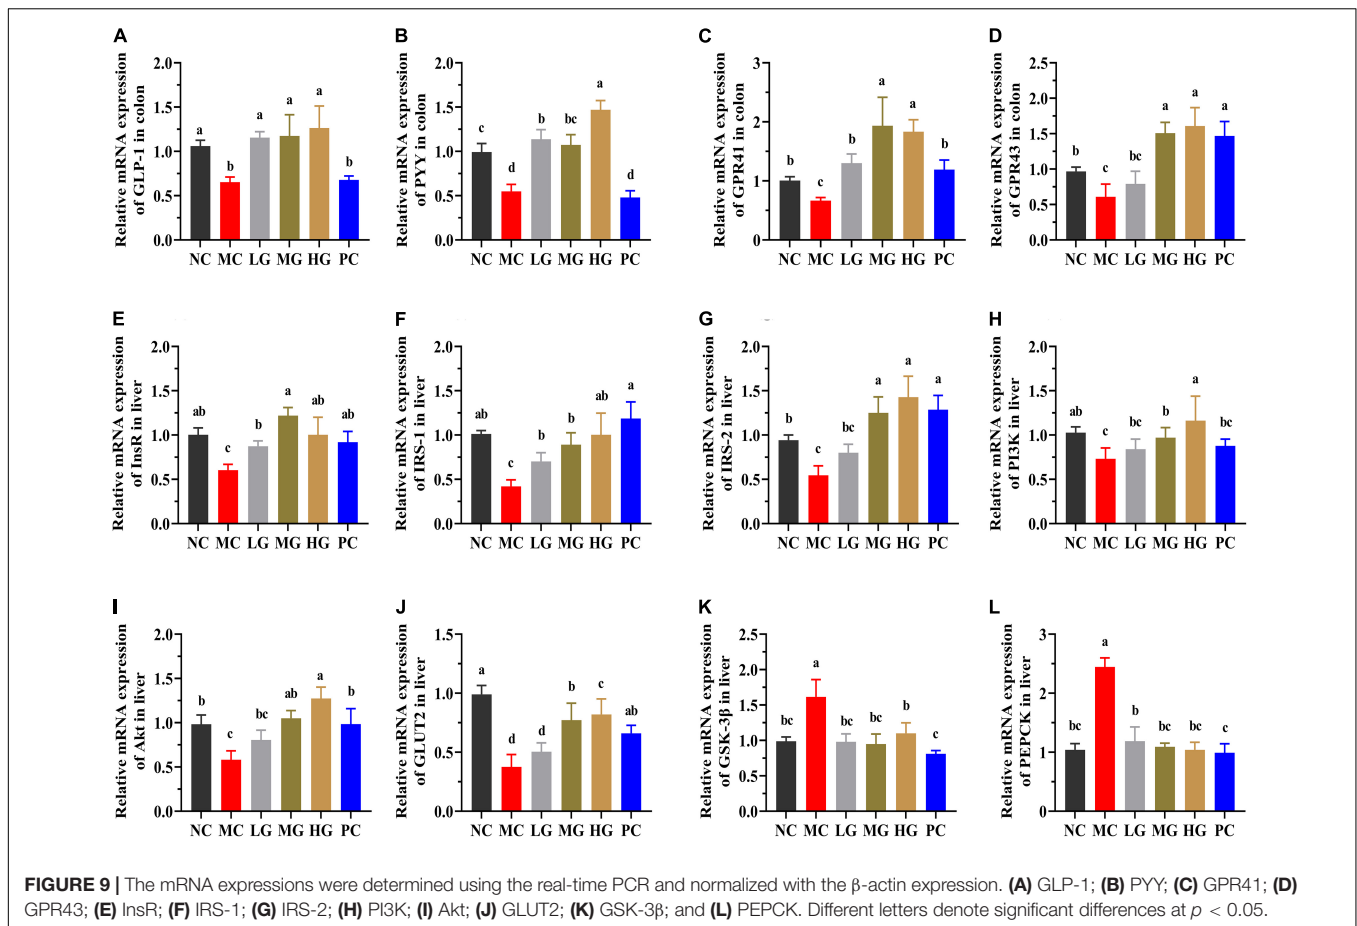 A
Relative mRNA expression
of GLP-1 in colon
2.0
1.5
1.0
0.5
0.0
a
b
a
a
a
b
NC MC LG MG HG PC
B
Relative mRNA expression
of PYY in colon
2.0
1.5
1.0
0.5
0.0
c
d
b
bc
a
d
NC MC LG MG HG PC
C
Relative mRNA expression
of GPR41 in colon
3
2
1
0
b
c
b
a
a
b
NC MC LG MG HG PC
D
Relative mRNA expression
of GPR43 in colon
2.5
2.0
1.5
1.0
0.5
0.0
b
c
bc
a
a
a
NC MC LG MG HG PC
E
Relative mRNA expression
of InsR in liver
2.0
1.5
1.0
0.5
0.0
ab
c
b
a
ab
ab
NC MC LG MG HG PC
F
Relative mRNA expression
of IRS-1 in liver
2.0
1.5
1.0
0.5
0.0
ab
c
b
b
ab
a
NC MC LG MG HG PC
G
Relative mRNA expression
of IRS-2 in liver
2.0
1.5
1.0
0.5
0.0
b
c
bc
a
a
a
NC MC LG MG HG PC
H
Relative mRNA expression
of PI3K in liver
2.0
1.5
1.0
0.5
0.0
ab
c
bc
b
a
bc
NC MC LG MG HG PC
I
Relative mRNA expression
of Akt in liver
2.0
1.5
1.0
0.5
0.0
b
c
bc
ab
a
b
NC MC LG MG HG PC
J
Relative mRNA expression
of GLUT2 in liver
1.5
1.0
0.5
0.0
a
d
d
b
c
ab
NC MC LG MG HG PC
K
Relative mRNA expression
of GSK-3β in liver
2.5
2.0
1.5
1.0
0.5
0.0
bc
a
bc
bc
b
c
NC MC LG MG HG PC
L
Relative mRNA expression
of PEPCK in liver
3
2
1
0
bc
a
b
bc
bc
c
NC MC LG MG HG PC
FIGURE 9 | The mRNA expressions were determined using the real-time PCR and normalized with the β-actin expression. (A) GLP-1; (B) PYY; (C) GPR41; (D)
GPR43; (E) InsR; (F) IRS-1; (G) IRS-2; (H) PI3K; (I) Akt; (J) GLUT2; (K) GSK-3β; and (L) PEPCK. Different letters denote significant differences at p < 0.05.